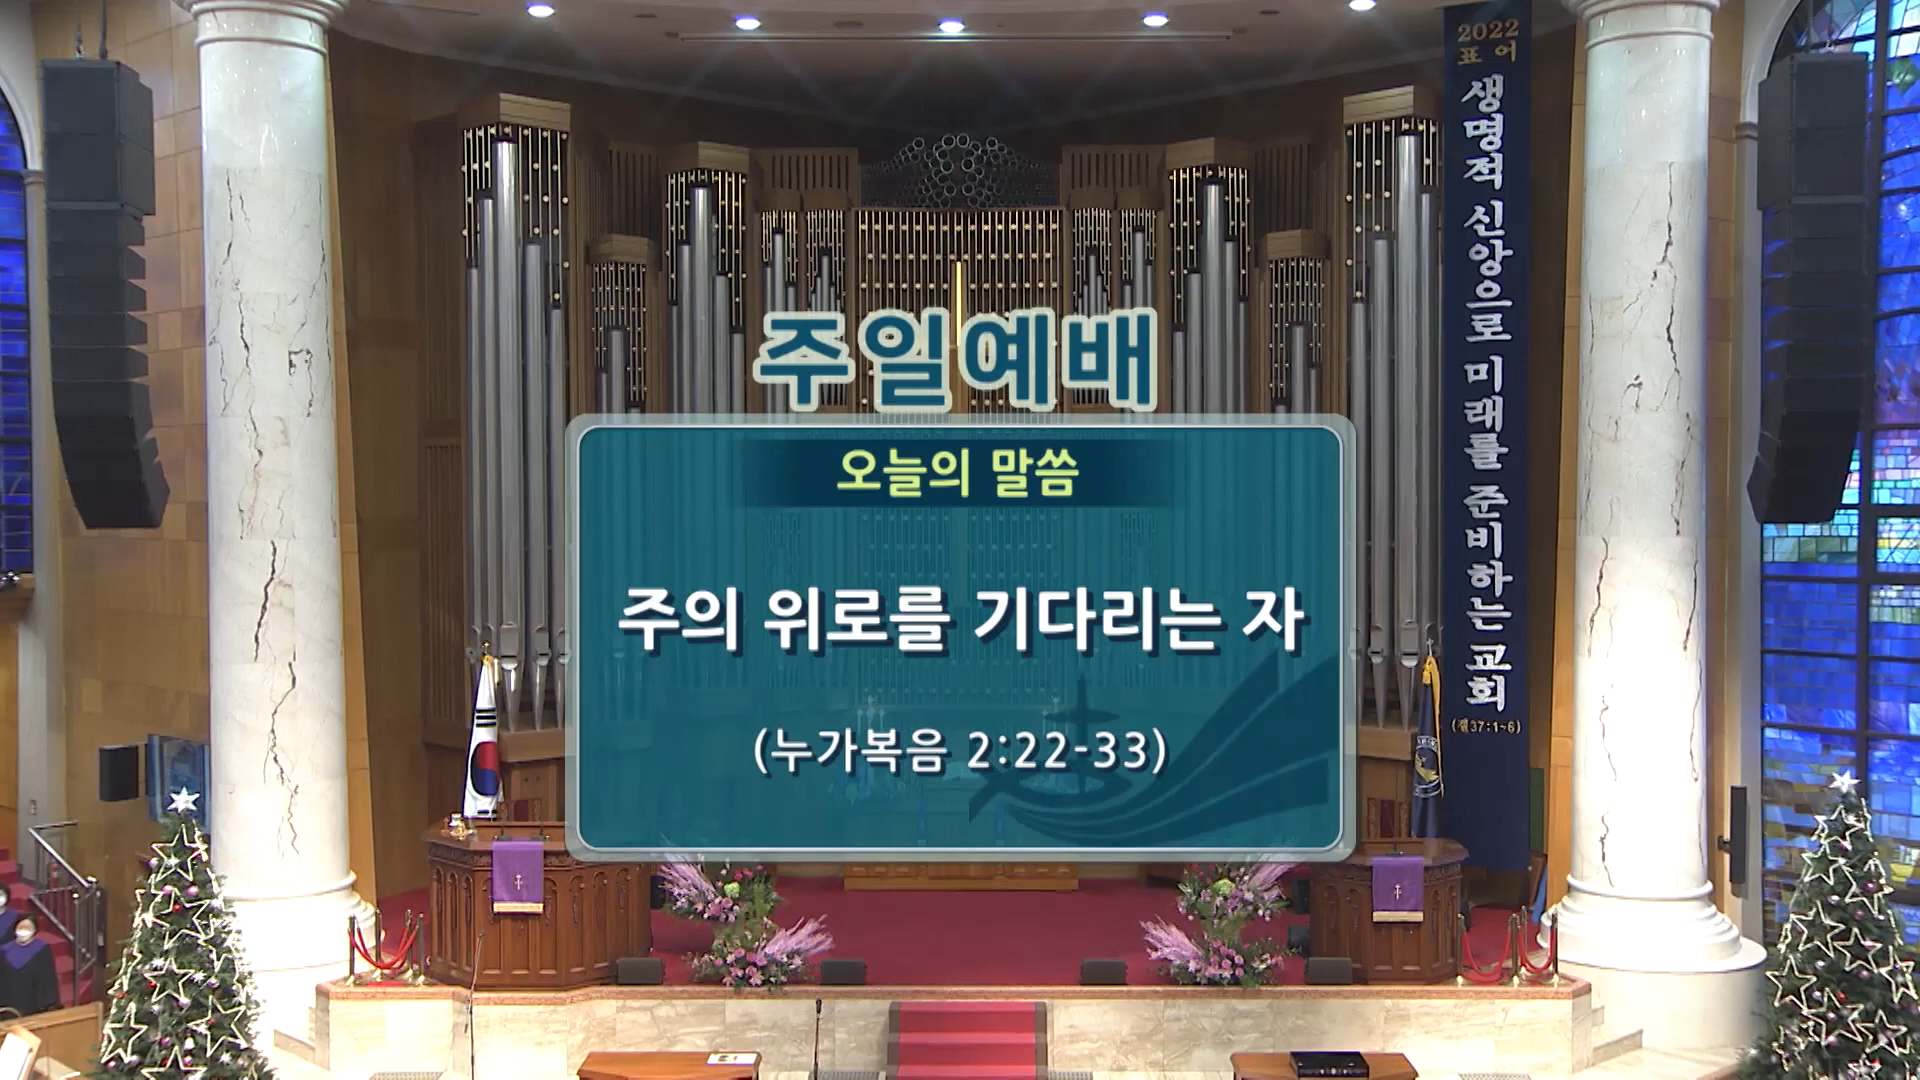 주일예배
오늘의 말씀
주의 위로를 기다리는 자
(누가복음 2:22-33)
2022
표어
생명적 신앙으로 미래를 준비하는 교회
(겔37:1~6)